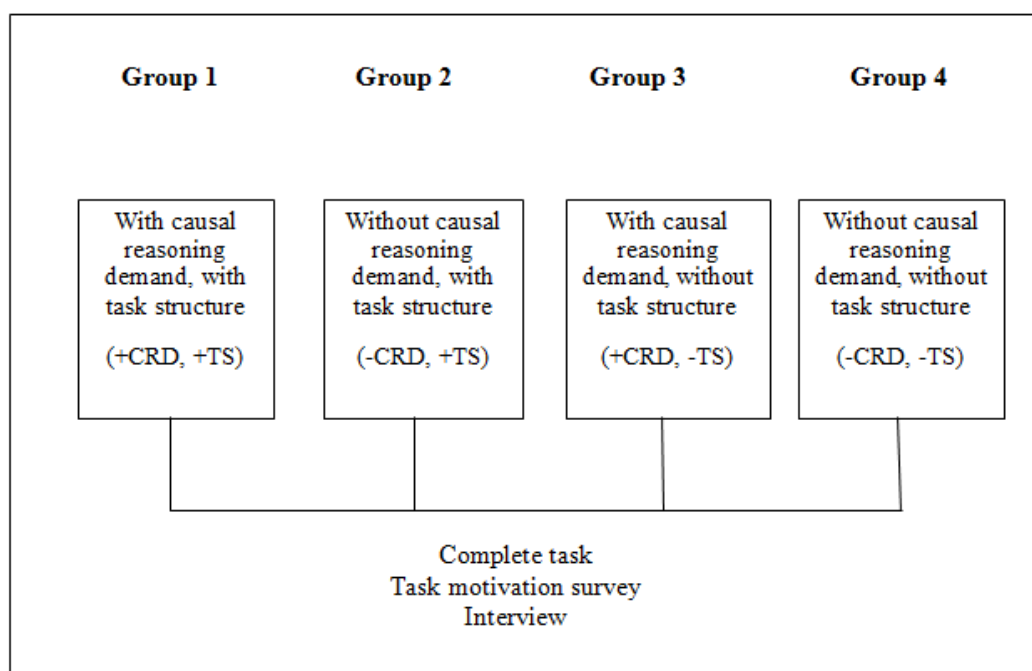 Group 1
Group 2
Group 3
Group 4
With causal
reasoning
demand, with
task structure
(+CRD, +TS)
Without causal
reasoning
demand, with
task structure
(-CRD, +TS)
With causal
reasoning
demand, without
task structure
(+CRD, -TS)
Without causal
reasoning
demand, without
task structure
(-CRD, -TS)
Complete task
Task motivation survey
Interview